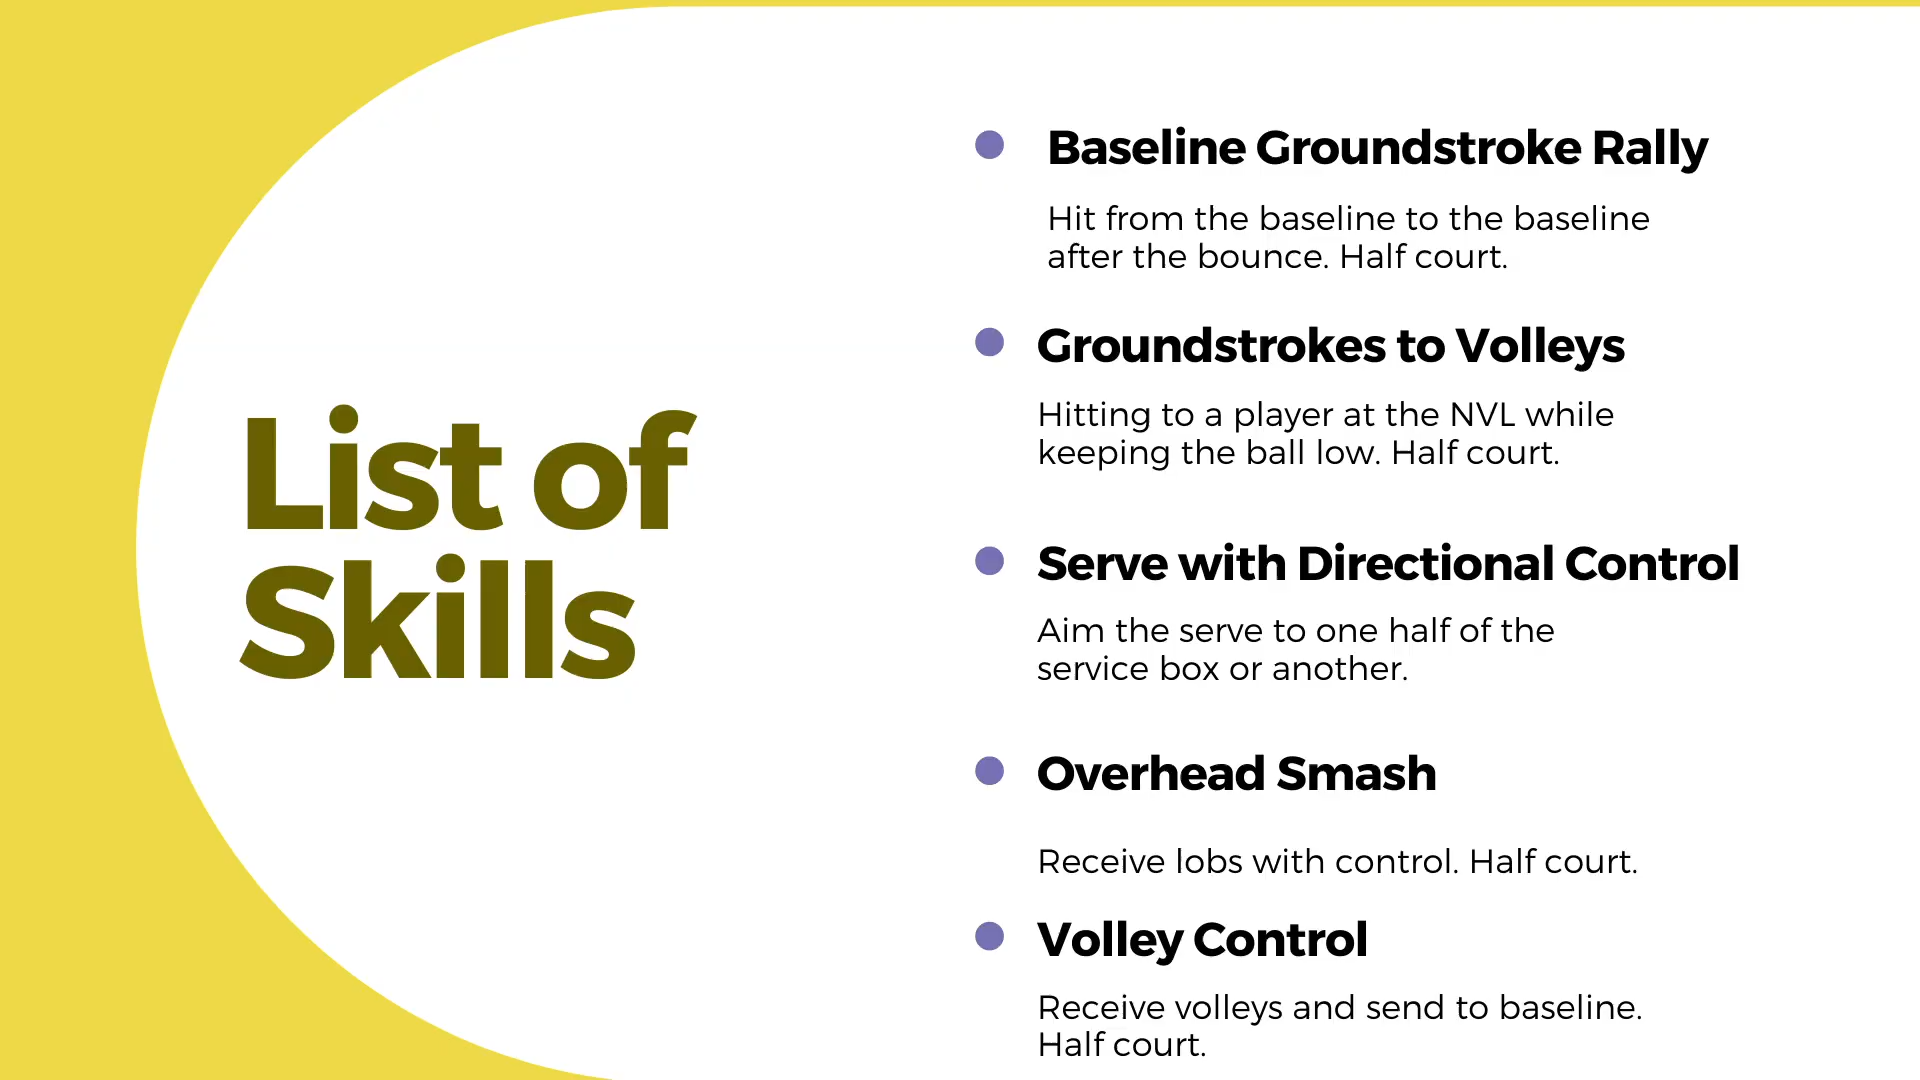 List of
Skills
Baseline Groundstroke Rally
Hit from the baseline to the baseline
after the bounce. Half court.
Groundstrokes to Volleys
Hitting to a player at the NVL while
keeping the ball low. Half court.
Serve with Directional Control
Aim the serve to one half of the
service box or another.
Overhead Smash
Receive lobs with control. Half court.
Volley Control
Receive volleys and send to baseline.
Half court.